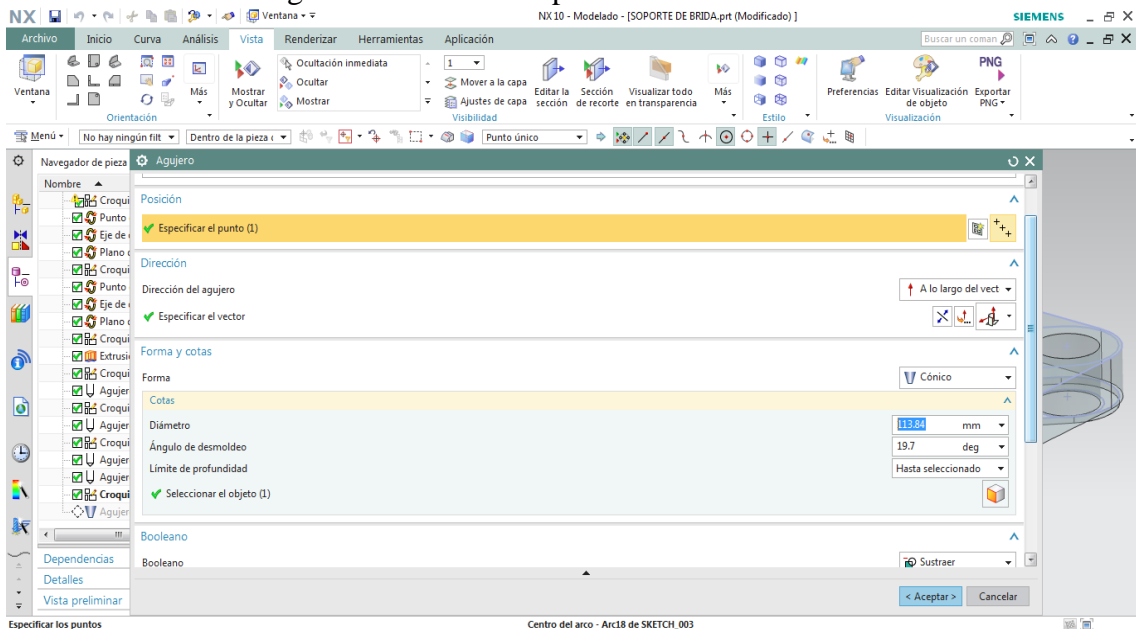 NX Ventana NX 10 - Modelado - [SOPORTE DE BRIDA.prt (Modificado) ] SIEMENS
Archivo Inicio Curva Análisis Vista Renderizar Herramientas Aplicación Buscar un coman
Ventana
Más
Orientación
Mostrar y Ocultar
Ocultación inmediata
Ocultar
Mostrar
1
Mover a la capa
Ajustes de capa
Editar la sección
Sección de recorte
Visualizar todo en transparencia
Más
Visibilidad
Estilo
Preferencias
Editar Visualización de objeto
PNG
Exportar PNG
Visualización
Menú No hay ningún filt Dentro de la pieza Punto único
Navegador de pieza
Nombre
Croqui
Punto
Eje de
Plano
Croqui
Punto
Eje de
Plano
Croqui
Extrusi
Croqui
Agujer
Croqui
Agujer
Croqui
Agujer
Agujer
Croqui
Agujer
Dependencias
Detalles
Vista preliminar
Agujero
Posición
Especificar el punto (1)
Dirección
Dirección del agujero A lo largo del vect
Especificar el vector
Forma y cotas
Forma Cónico
Cotas
Diámetro 113.84 mm
Ángulo de desmoldeo 19.7 deg
Límite de profundidad Hasta seleccionado
Seleccionar el objeto (1)
Booleano
Booleano Sustraer
< Aceptar > Cancelar
Especificar los puntos Centro del arco - Arc18 de SKETCH_003